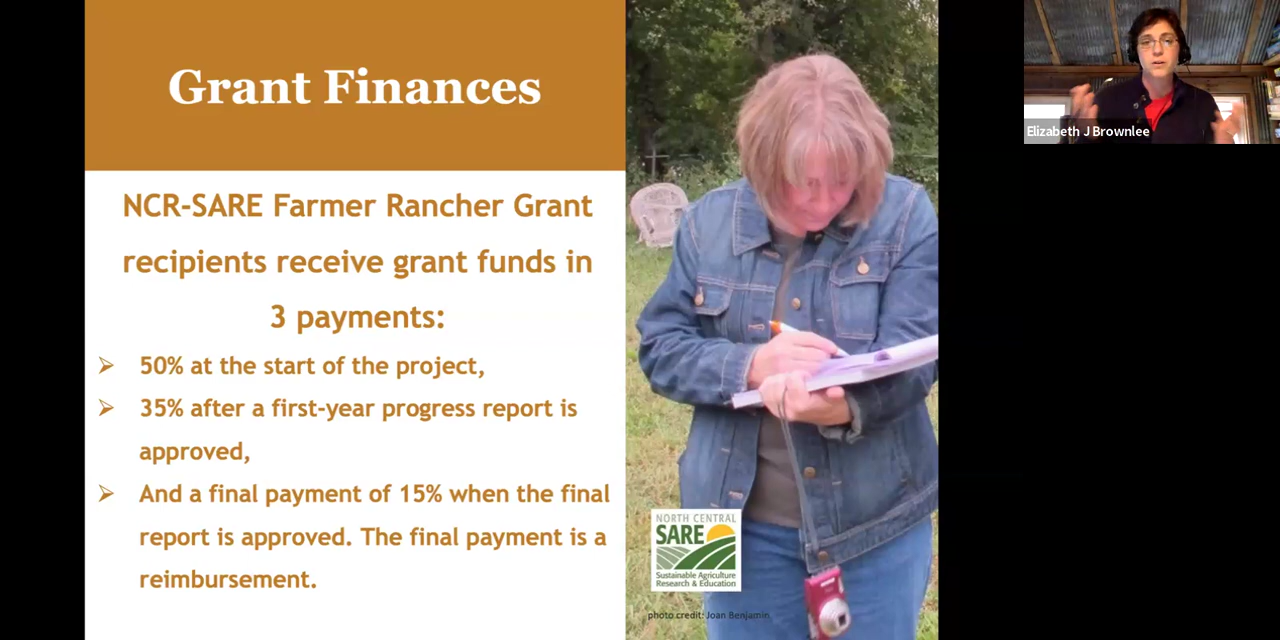 Grant Finances
NCR-SARE Farmer Rancher Grant
recipients receive grant funds in
3 payments:
50% at the start of the project,
35% after a first-year progress report is
approved,
And a final payment of 15% when the final
report is approved. The final payment is a
reimbursement.
NORTH CENTRAL
SARE
Sustainable Agriculture
Research & Education
photo credit: Joan Benjamin
Elizabeth J Brownlee